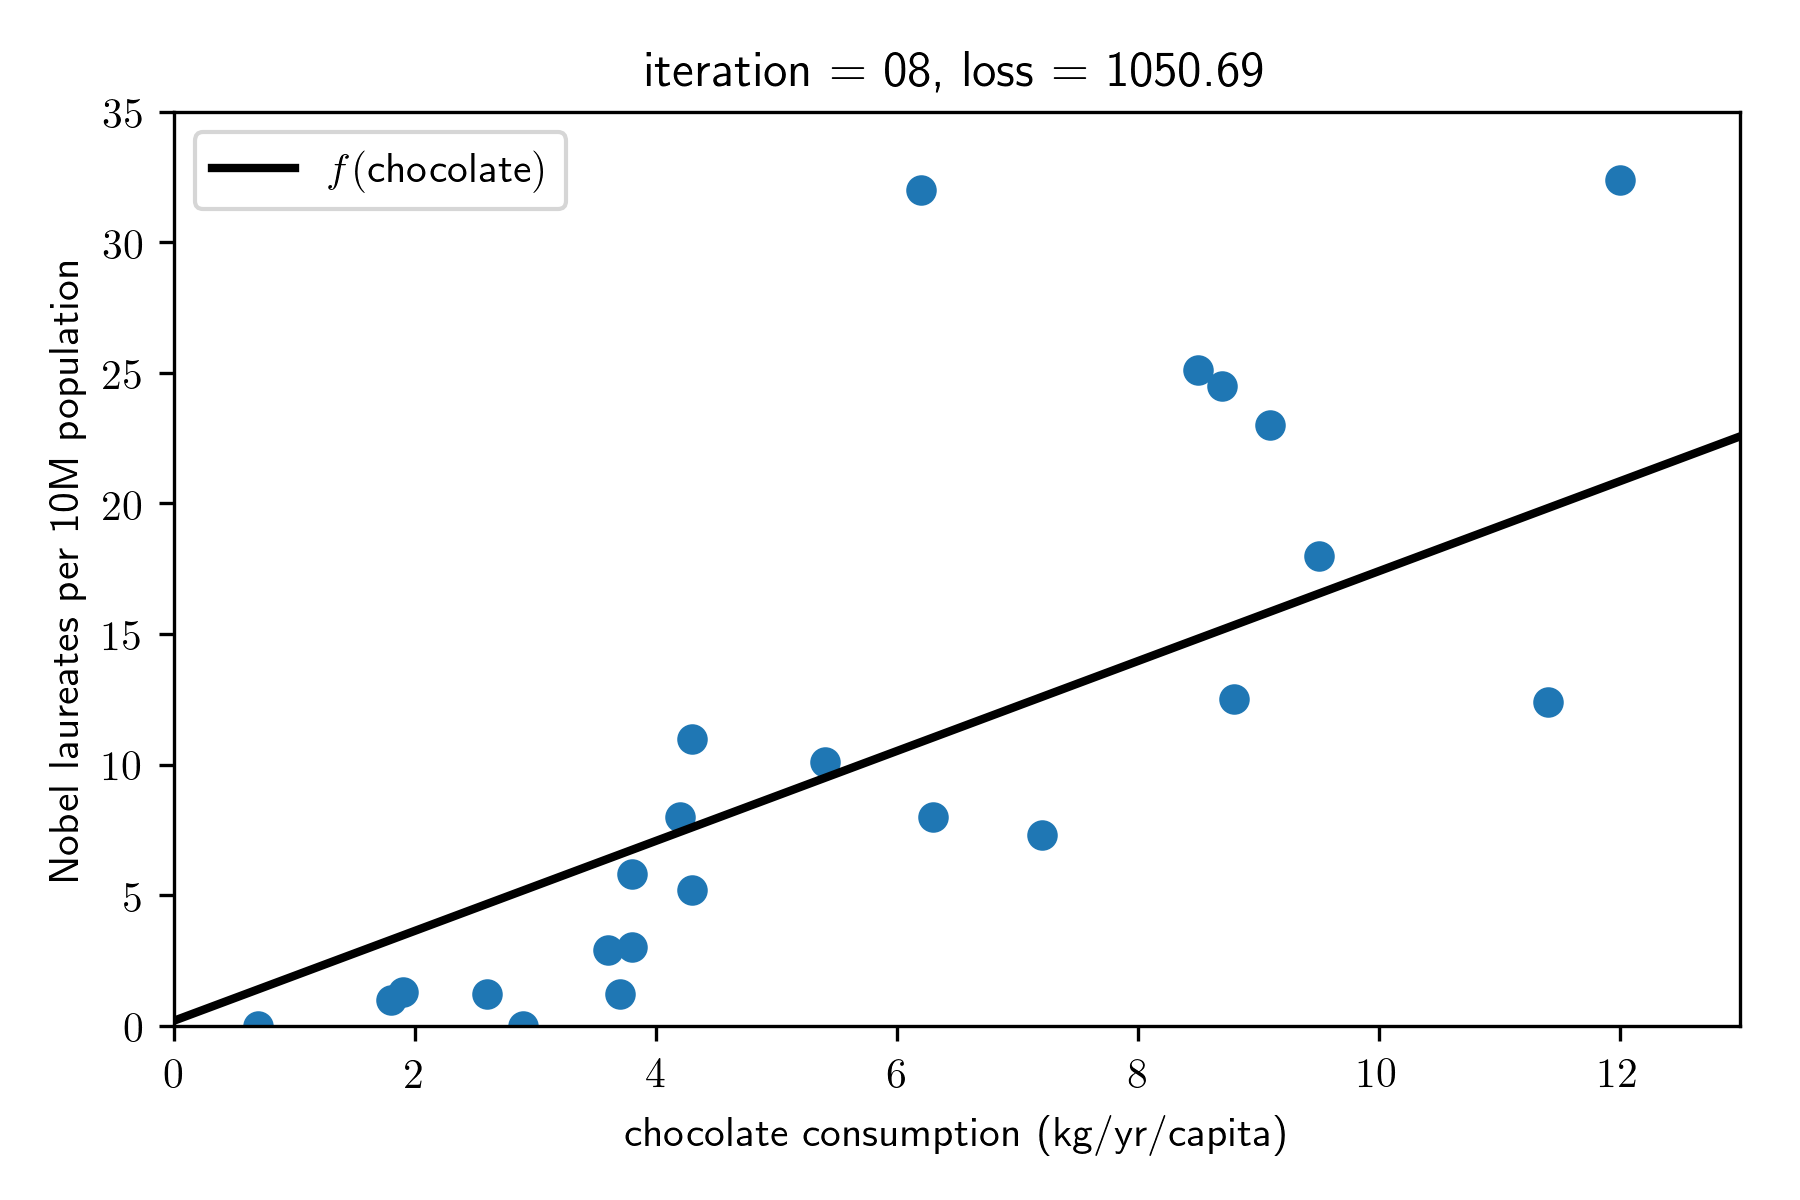 iteration = 08, loss = 1050.69
35
30
25
20
15
10
5
0
f(chocolate)
Nobel laureates per 10M population
0 2 4 6 8 10 12
chocolate consumption (kg/yr/capita)